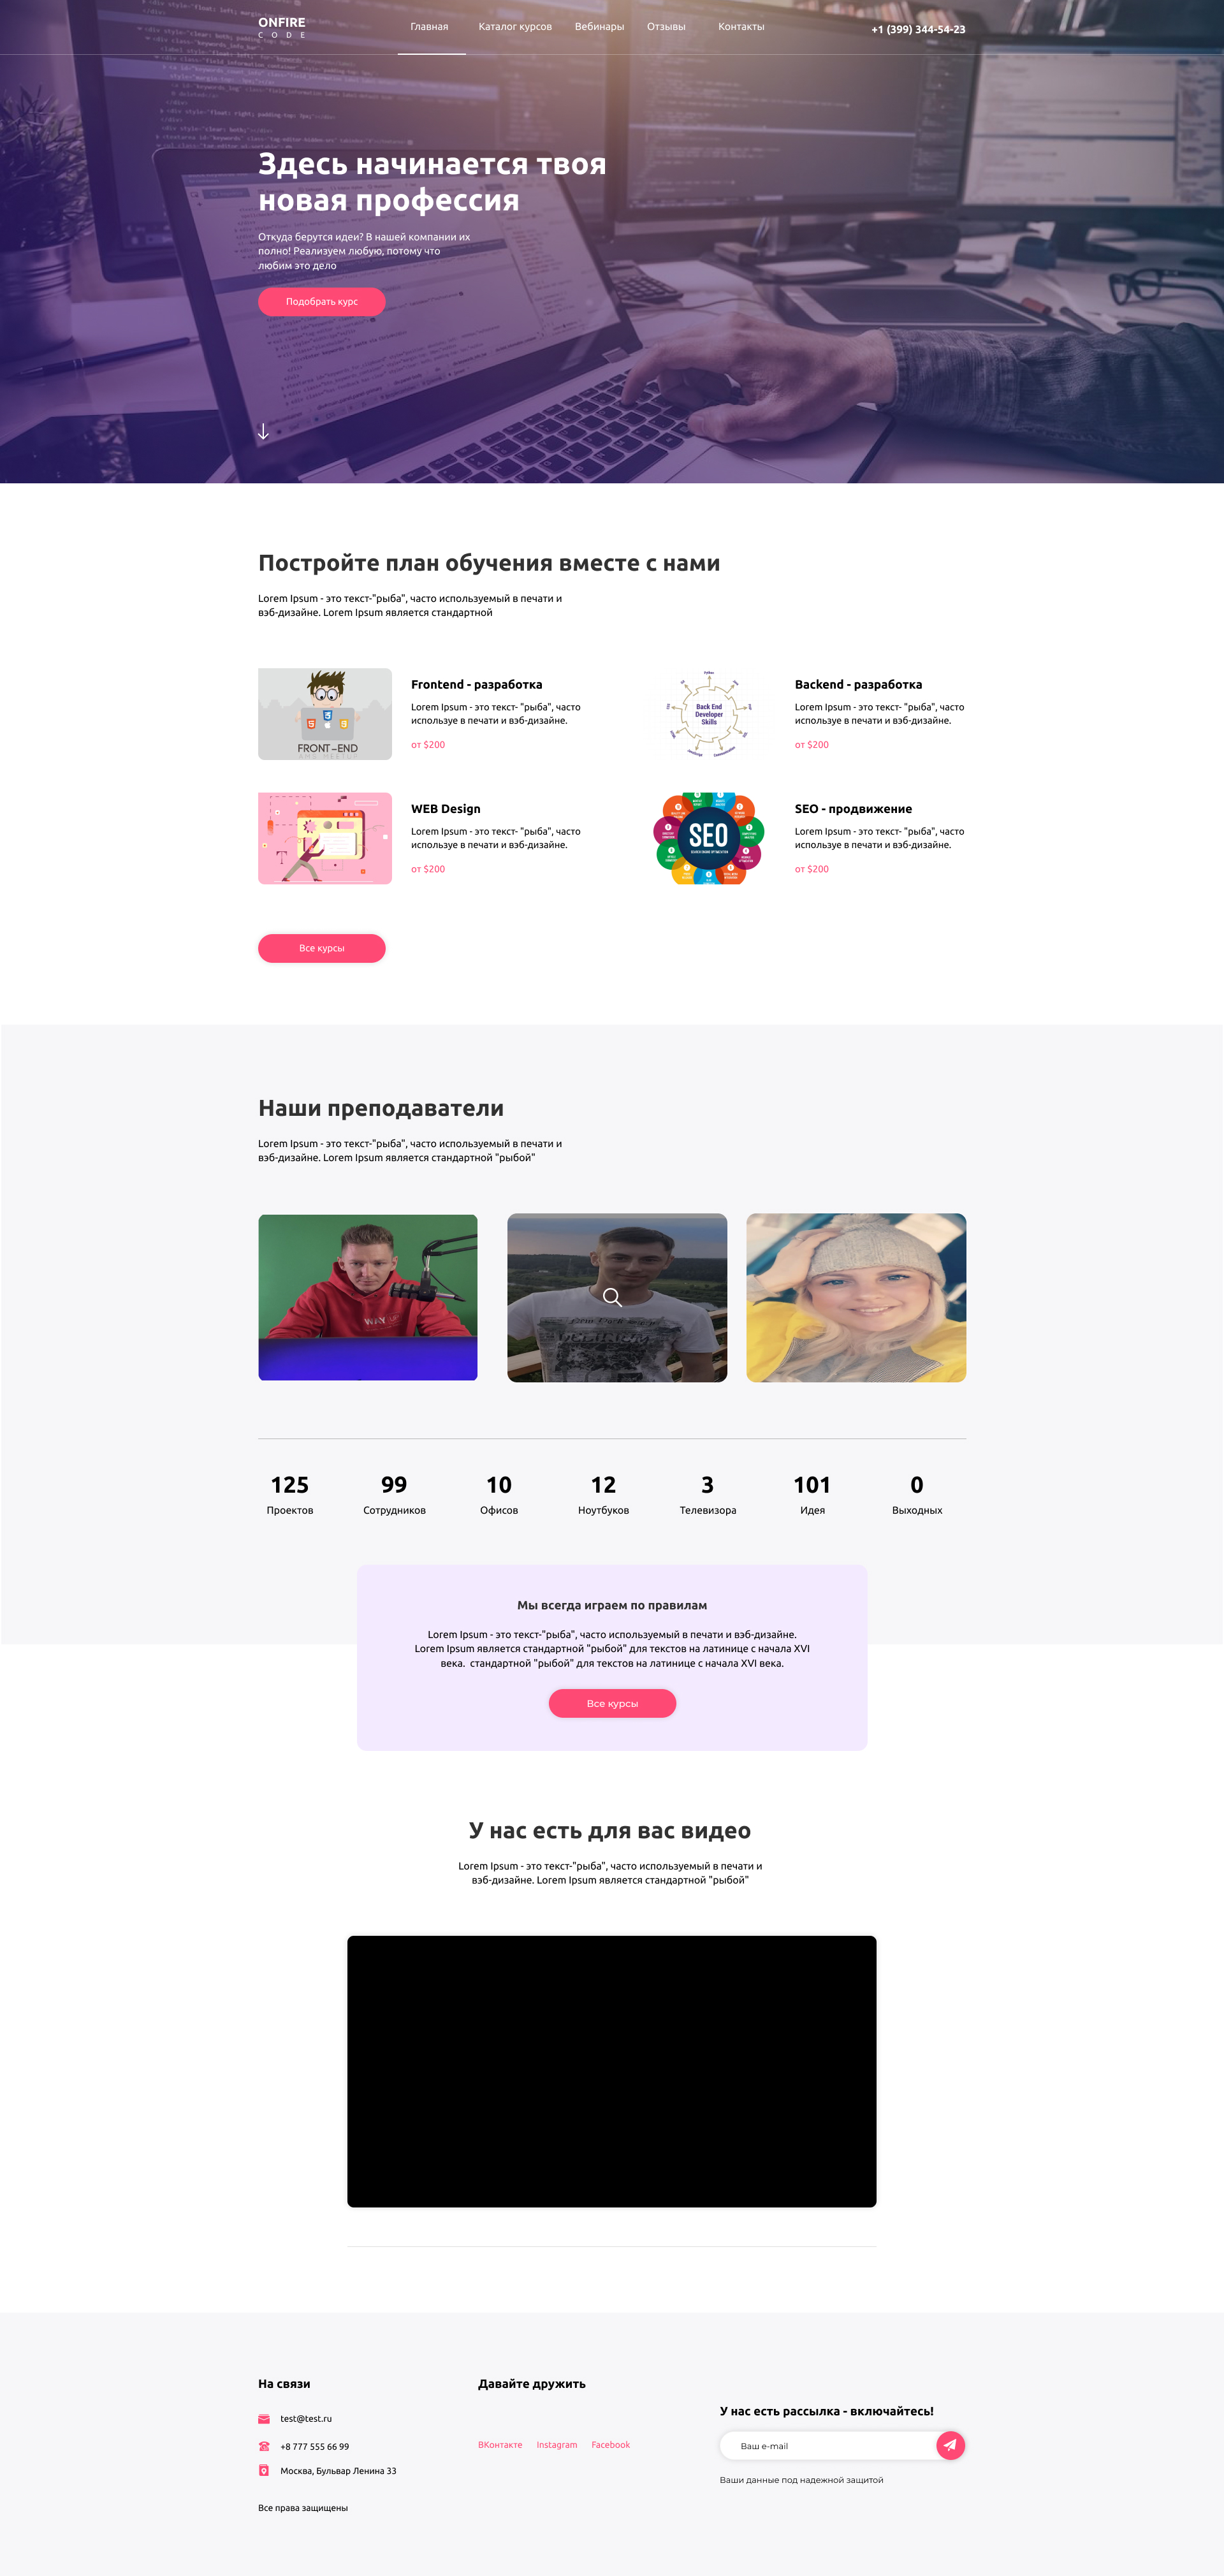 ONFIRE
CODE
Главная
Каталог курсов
Вебинары
Отзывы
Контакты
+1 (399) 344-54-23
Здесь начинается твоя
новая профессия
Откуда берутся идеи? В нашей компании их
полно! Реализуем любую, потому что
любим это дело
Подобрать курс
Постройте план обучения вместе с нами
Lorem Ipsum - это текст-"рыба", часто используемый в печати и
вэб-дизайне. Lorem Ipsum является стандартной
FRONT-END
Frontend - разработка
Lorem Ipsum - это текст- "рыба", часто
используе в печати и вэб-дизайне.
от $200
Back End
Developer
Skills
Backend - разработка
Lorem Ipsum - это текст- "рыба", часто
используе в печати и вэб-дизайне.
от $200
WEB Design
Lorem Ipsum - это текст- "рыба", часто
используе в печати и вэб-дизайне.
от $200
SEO
SEO - продвижение
Lorem Ipsum - это текст- "рыба", часто
используе в печати и вэб-дизайне.
от $200
Все курсы
Наши преподаватели
Lorem Ipsum - это текст-"рыба", часто используемый в печати и
вэб-дизайне. Lorem Ipsum является стандартной "рыбой"
WAY
125
Проектов
99
Сотрудников
10
Офисов
12
Ноутбуков
3
Телевизора
101
Идея
0
Выходных
Мы всегда играем по правилам
Lorem Ipsum - это текст-"рыба", часто используемый в печати и вэб-дизайне.
Lorem Ipsum является стандартной "рыбой" для текстов на латинице с начала XVI
века.  стандартной "рыбой" для текстов на латинице с начала XVI века.
Все курсы
У нас есть для вас видео
Lorem Ipsum - это текст-"рыба", часто используемый в печати и
вэб-дизайне. Lorem Ipsum является стандартной "рыбой"
На связи
test@test.ru
+8 777 555 66 99
Москва, Бульвар Ленина 33
Все права защищены
Давайте дружить
ВКонтакте
Instagram
Facebook
У нас есть рассылка - включайтесь!
Ваш e-mail
Ваши данные под надежной защитой